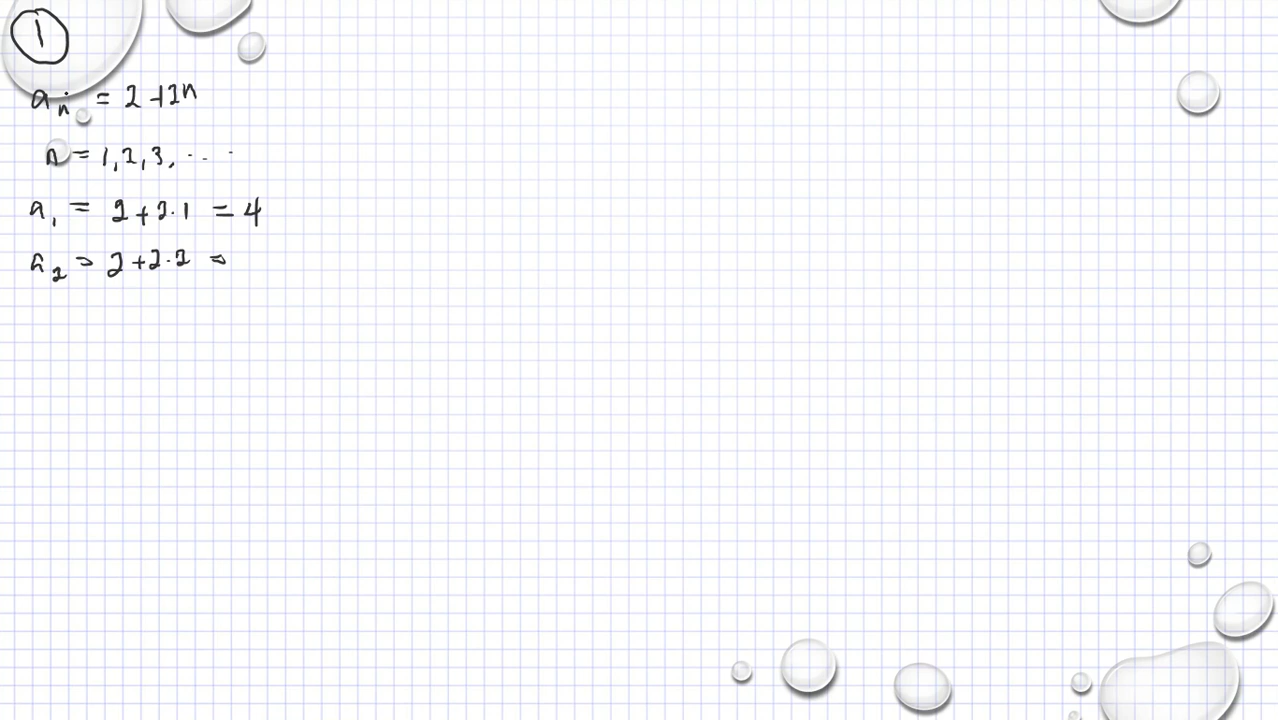 ①
aₙ = 2+2n
n = 1,2,3, ....
a₁ = 2+2·1 = 4
a₂ = 2+2·2 =